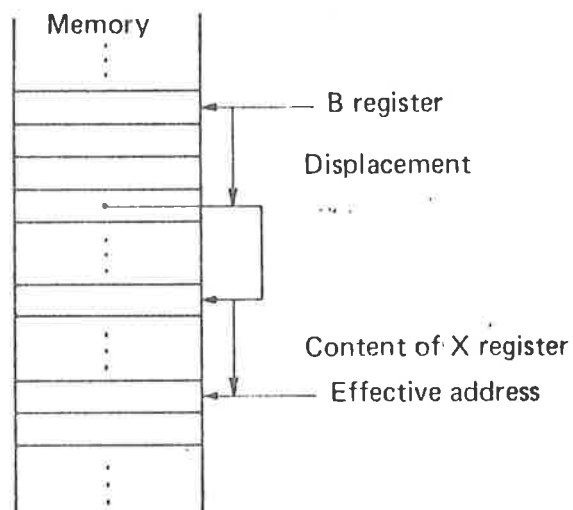 Memory
B register
Displacement
Content of X register
Effective address